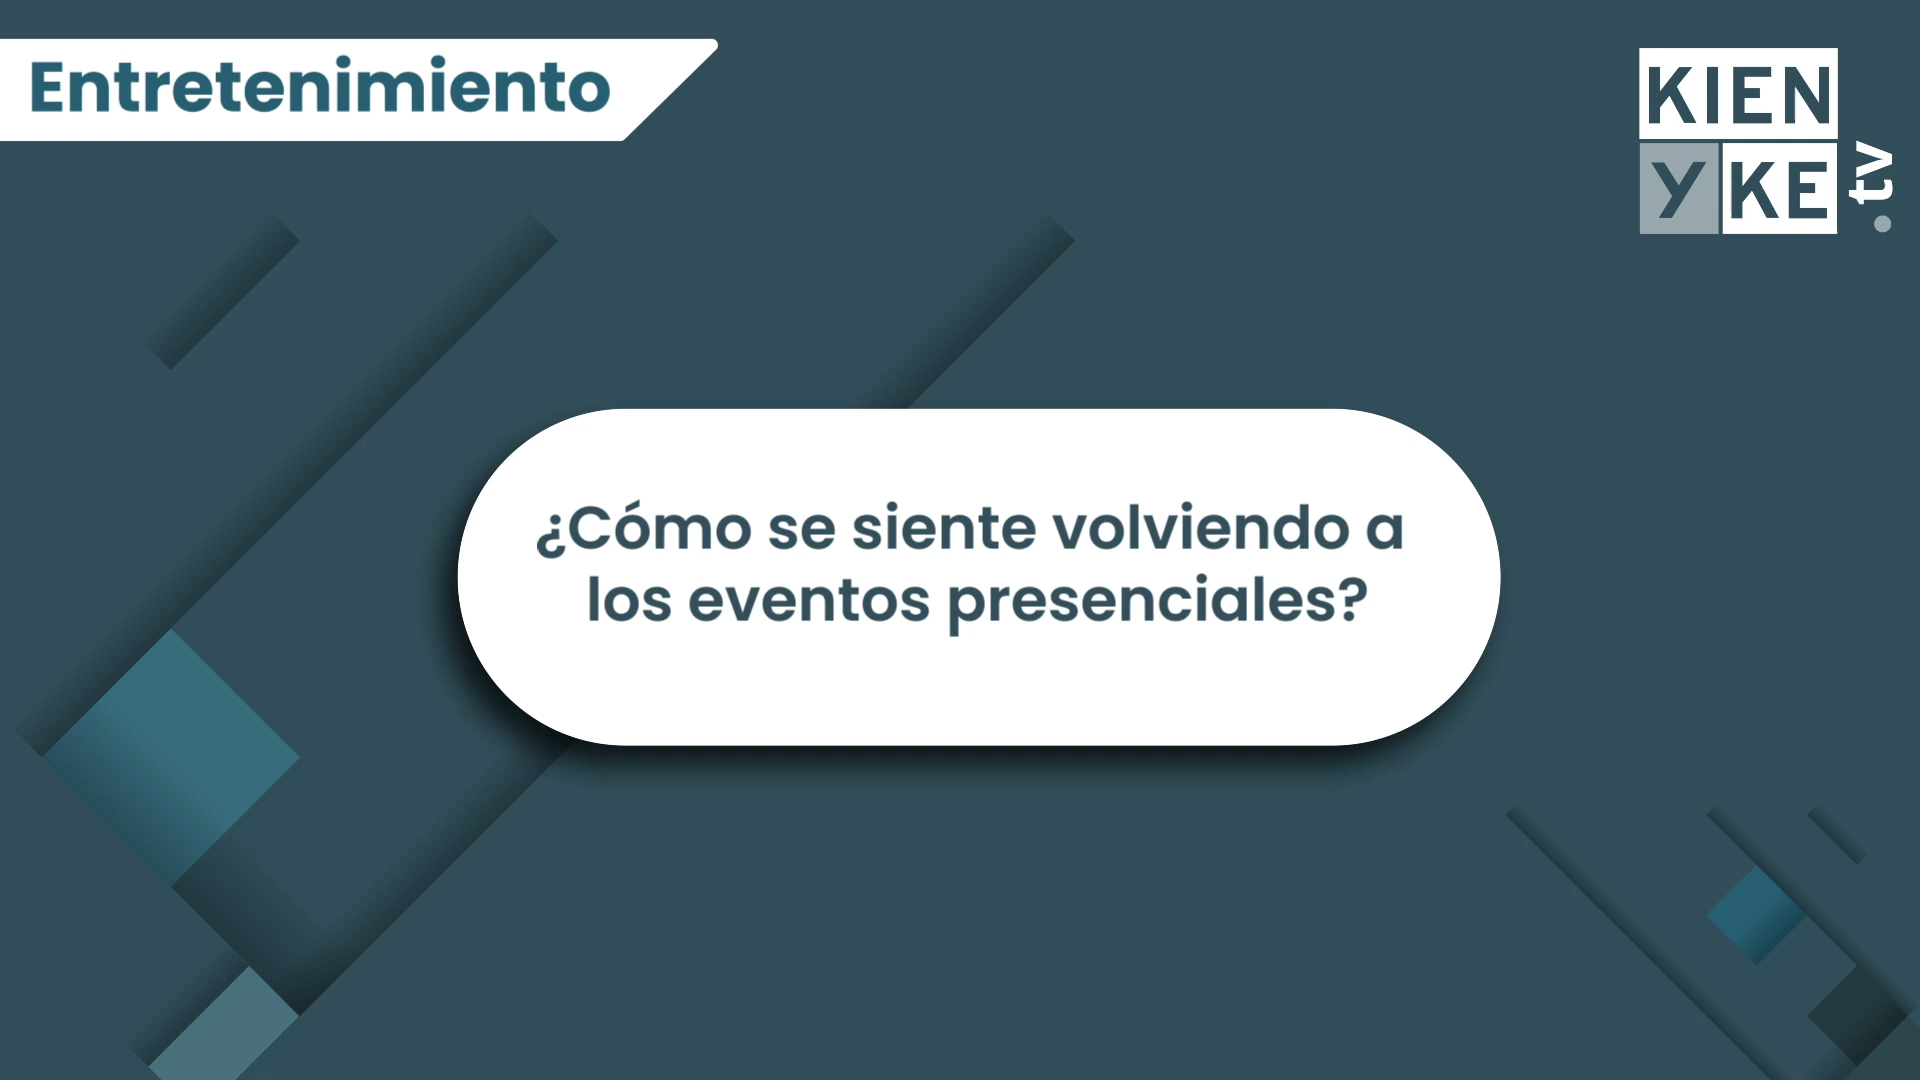 Entretenimiento
KIEN
YKE
.tv
¿Cómo se siente volviendo a
los eventos presenciales?